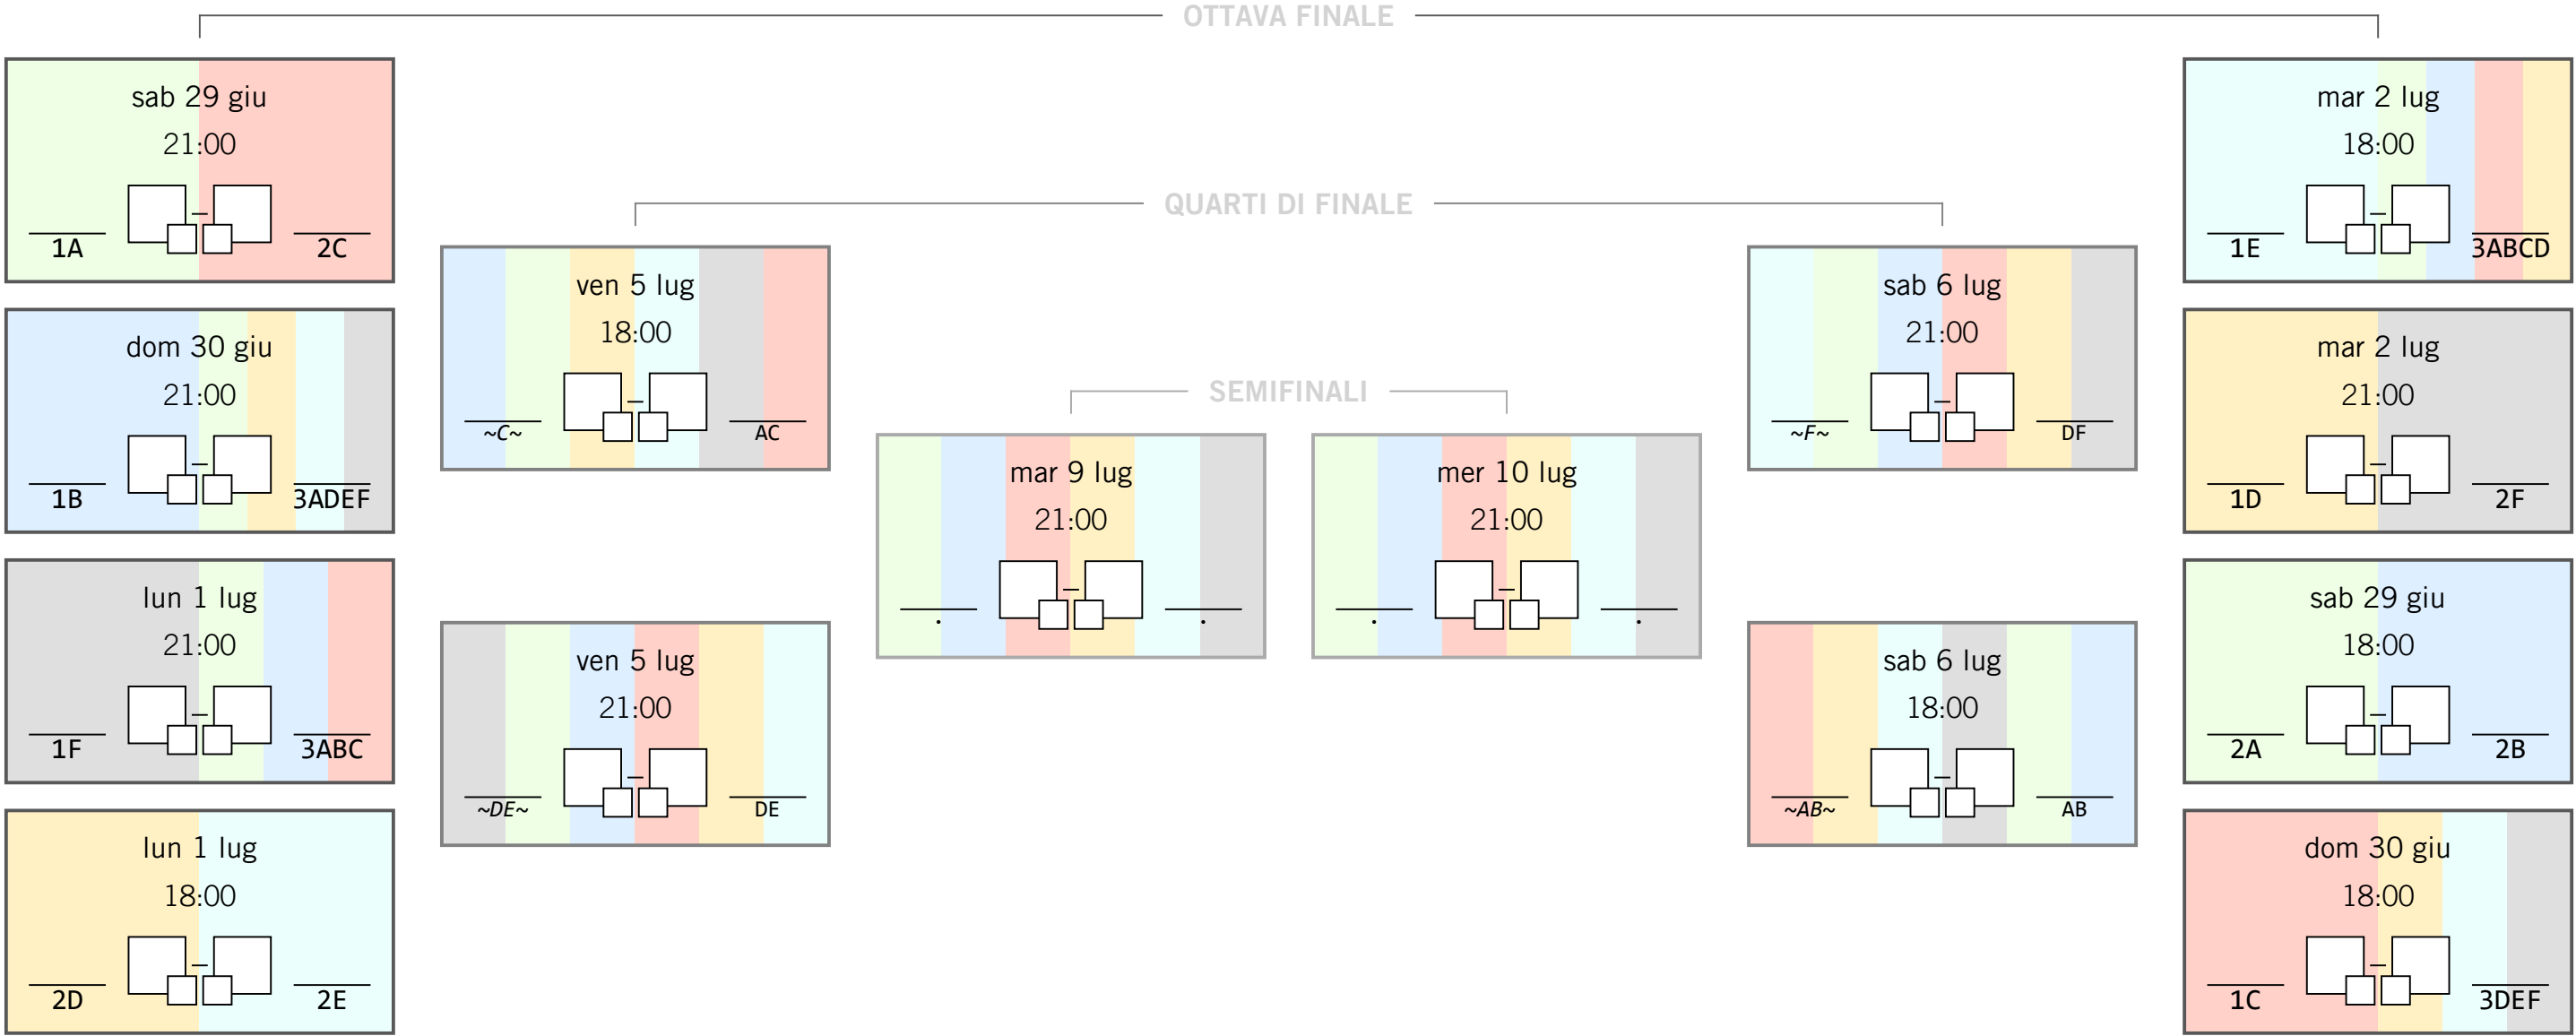 OTTAVA FINALE
sab 29 giu
21:00
–
1A
2C
dom 30 giu
21:00
–
1B
3ADEF
lun 1 lug
21:00
–
1F
3ABC
lun 1 lug
18:00
–
2D
2E
QUARTI DI FINALE
ven 5 lug
18:00
–
~C~
AC
ven 5 lug
21:00
–
~DE~
DE
SEMIFINALI
mar 9 lug
21:00
–
.
.
mer 10 lug
21:00
–
.
.
sab 6 lug
21:00
–
~F~
DF
sab 6 lug
18:00
–
~AB~
AB
mar 2 lug
18:00
–
1E
3ABCD
mar 2 lug
21:00
–
1D
2F
sab 29 giu
18:00
–
2A
2B
dom 30 giu
18:00
–
1C
3DEF